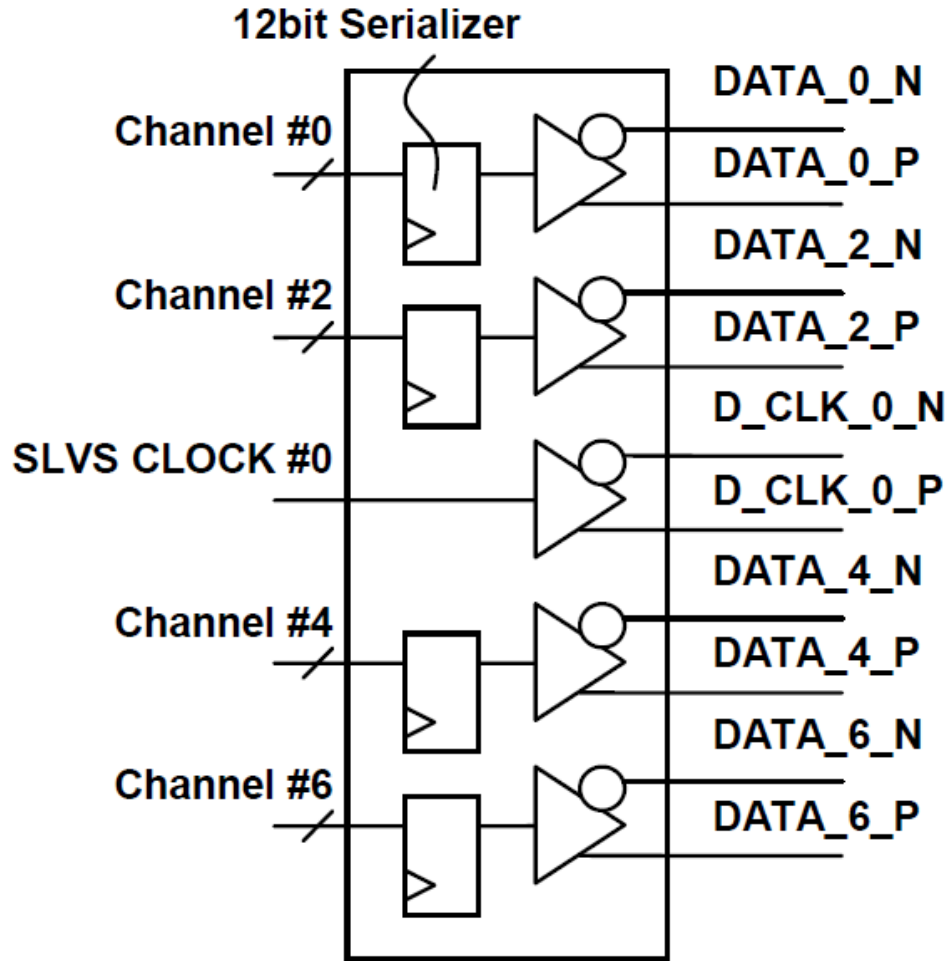 12bit Serializer
DATA_0_N
Channel #0
DATA_0_P
DATA_2_N
Channel #2
DATA_2_P
D_CLK_0_N
SLVS CLOCK #0
D_CLK_0_P
DATA_4_N
Channel #4
DATA_4_P
DATA_6_N
Channel #6
DATA_6_P